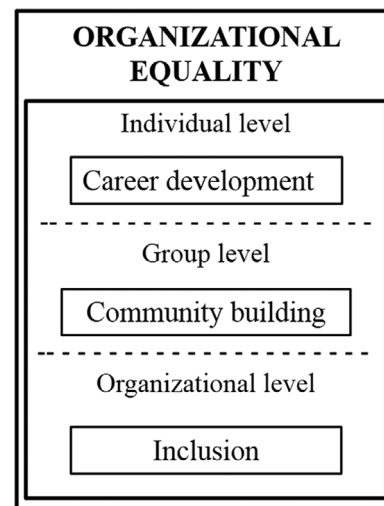 ORGANIZATIONAL
EQUALITY
Individual level
Career development
Group level
Community building
Organizational level
Inclusion